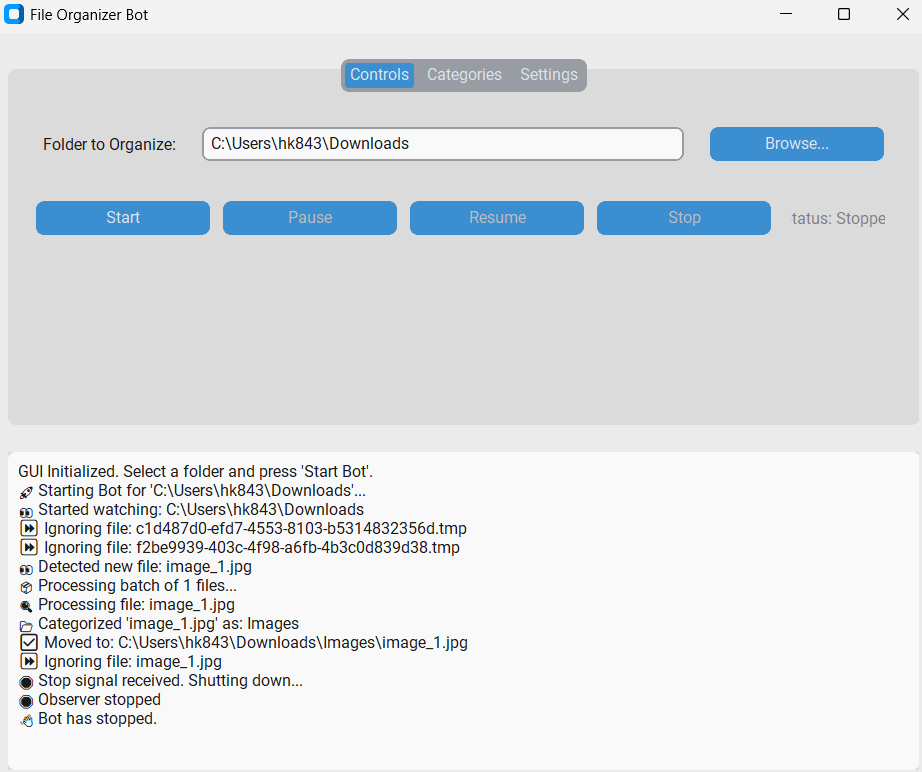 File Organizer Bot
Controls Categories Settings
Folder to Organize: C:\Users\hk843\Downloads Browse...
Start Pause Resume Stop tatus: Stoppe
GUI Initialized. Select a folder and press 'Start Bot'.
🚀 Starting Bot for 'C:\Users\hk843\Downloads'...
👀 Started watching: C:\Users\hk843\Downloads
⏩ Ignoring file: c1d487d0-efd7-4553-8103-b5314832356d.tmp
⏩ Ignoring file: f2be9939-403c-4f98-a6fb-4b3c0d839d38.tmp
👀 Detected new file: image_1.jpg
📦 Processing batch of 1 files...
🔍 Processing file: image_1.jpg
📂 Categorized 'image_1.jpg' as: Images
✅ Moved to: C:\Users\hk843\Downloads\Images\image_1.jpg
⏩ Ignoring file: image_1.jpg
🛑 Stop signal received. Shutting down...
🛑 Observer stopped
👋 Bot has stopped.